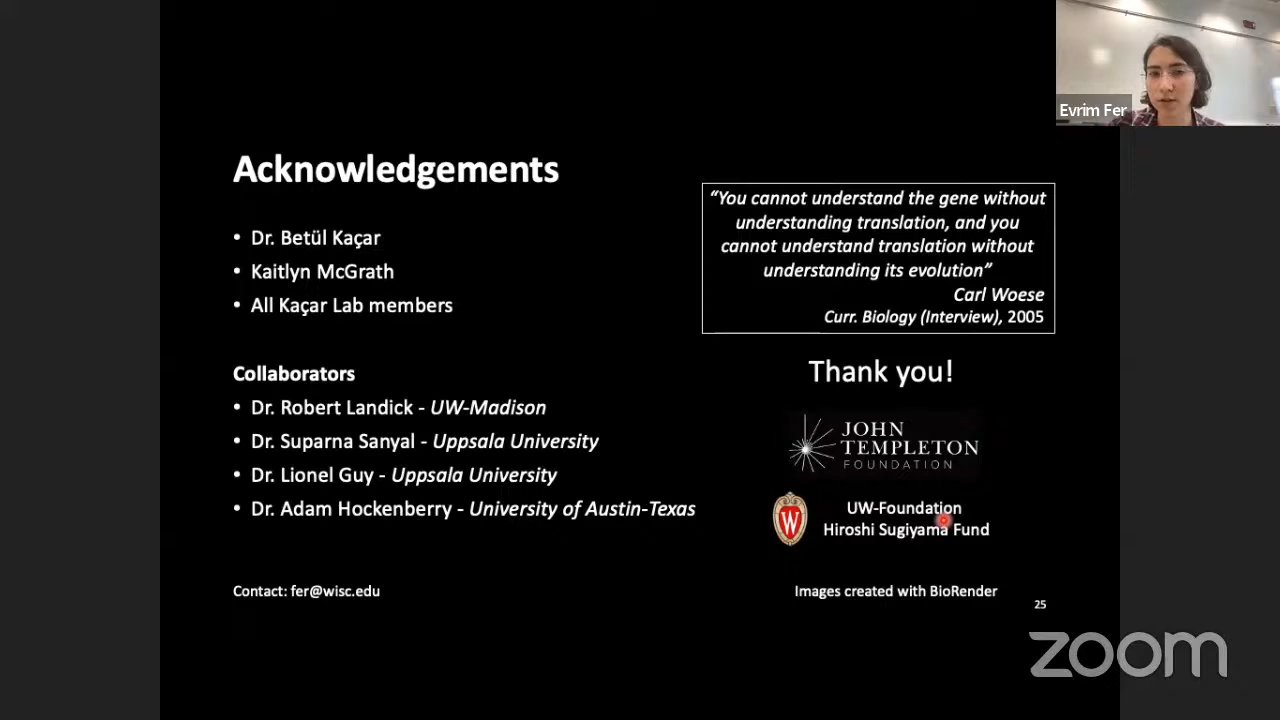 Evrim Fer
Acknowledgements
• Dr. Betül Kaçar
• Kaitlyn McGrath
• All Kaçar Lab members
Collaborators
• Dr. Robert Landick - UW-Madison
• Dr. Suparna Sanyal - Uppsala University
• Dr. Lionel Guy - Uppsala University
• Dr. Adam Hockenberry - University of Austin-Texas
Contact: fer@wisc.edu
“You cannot understand the gene without
understanding translation, and you
cannot understand translation without
understanding its evolution”
Carl Woese
Curr. Biology (Interview), 2005
Thank you!
JOHN
TEMPLETON
FOUNDATION
W
UW-Foundation
Hiroshi Sugiyama Fund
Images created with BioRender
25
zoom